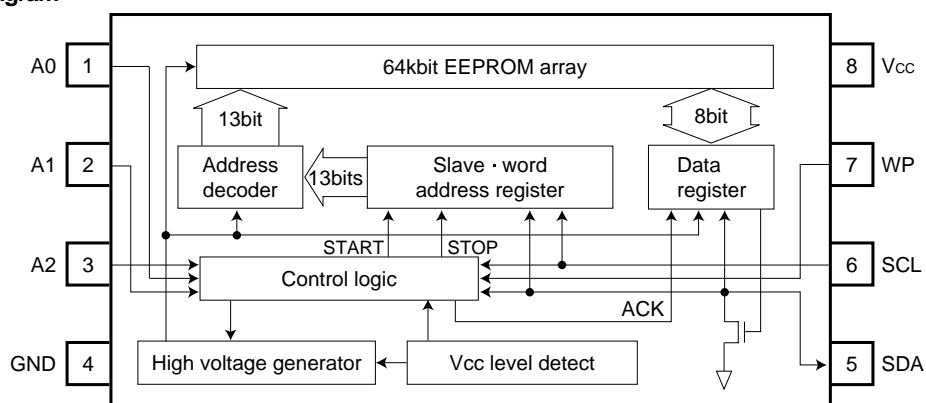 A0 1
64kbit EEPROM array
8 Vcc
13bit
8bit
A1 2
Address
decoder
13bits
Slave · word
address register
Data
register
7 WP
START
STOP
A2 3
Control logic
6 SCL
ACK
GND 4
High voltage generator
Vcc level detect
5 SDA